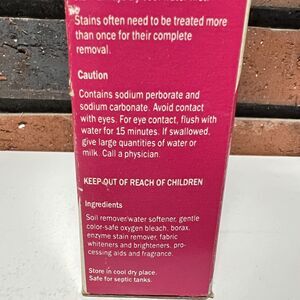 Stains often need to be treated more
than once for their complete
removal.
Caution
Contains sodium perborate and
sodium carbonate. Avoid contact
with eyes. For eye contact, flush with
water for 15 minutes. If swallowed,
give large quantities of water or
milk. Call a physician.
KEEP OUT OF REACH OF CHILDREN
Ingredients
Soil remover/water softener, gentle
color-safe oxygen bleach, borax,
enzyme stain remover, fabric
whiteners and brighteners, pro-
cessing aids and fragrance.
Store in cool dry place.
Safe for septic tanks.